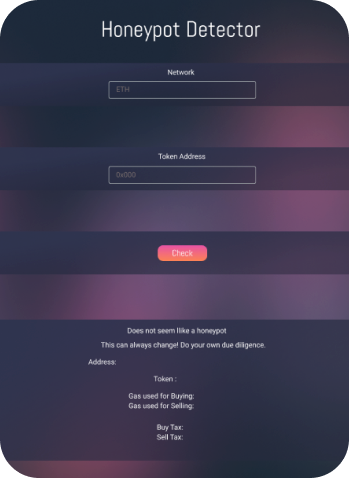 Honeypot Detector
Network
ETH
Token Address
0x000
Check
Does not seem llike a honeypot
This can always change! Do your own due diligence.
Address:
Token :
Gas used for Buying:
Gas used for Selling:
Buy Tax:
Sell Tax: